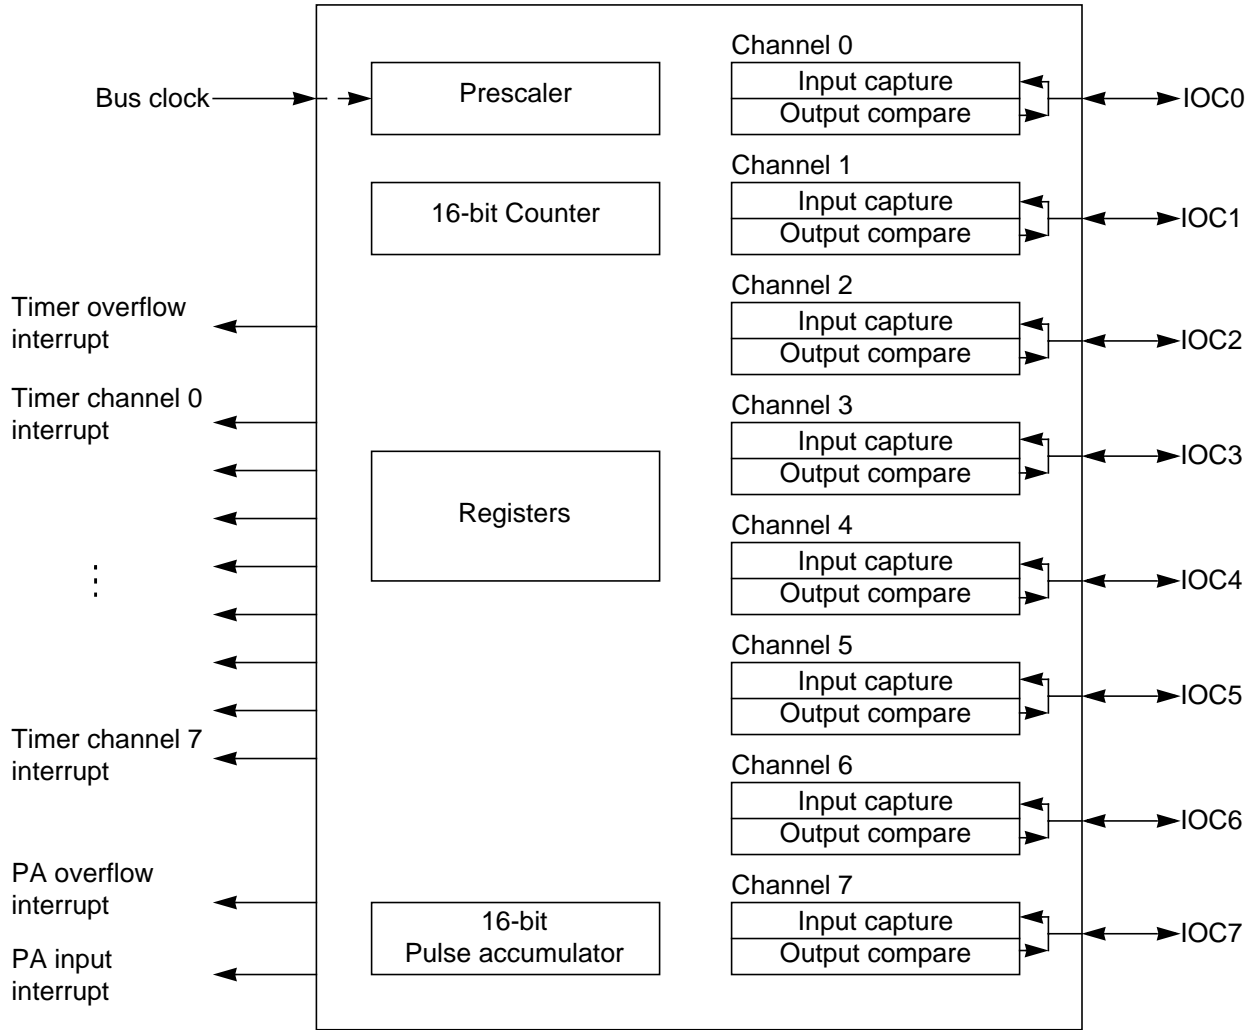 Bus clock
Prescaler
16-bit Counter
Timer overflow
interrupt
Timer channel 0
interrupt
Registers
Timer channel 7
interrupt
PA overflow
interrupt
PA input
interrupt
16-bit
Pulse accumulator
Channel 0
Input capture
Output compare
IOC0
Channel 1
Input capture
Output compare
IOC1
Channel 2
Input capture
Output compare
IOC2
Channel 3
Input capture
Output compare
IOC3
Channel 4
Input capture
Output compare
IOC4
Channel 5
Input capture
Output compare
IOC5
Channel 6
Input capture
Output compare
IOC6
Channel 7
Input capture
Output compare
IOC7